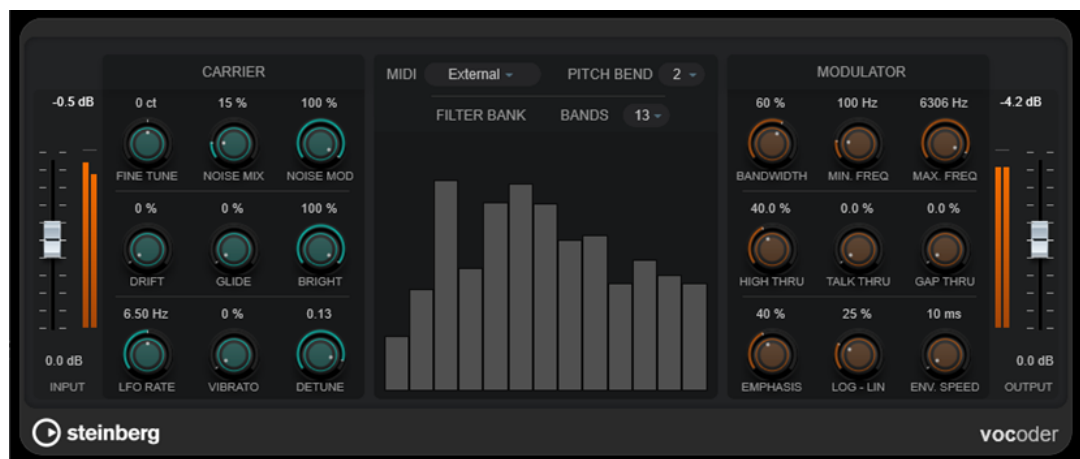 CARRIER
MIDI External PITCH BEND 2
MODULATOR
FILTER BANK BANDS 13
-0.5 dB
0 ct 15 % 100 %
FINE TUNE NOISE MIX NOISE MOD
0 % 0 % 100 %
DRIFT GLIDE BRIGHT
6.50 Hz 0 % 0.13
LFO RATE VIBRATO DETUNE
0.0 dB
INPUT
60 % 100 Hz 6306 Hz
BANDWIDTH MIN. FREQ MAX. FREQ
40.0 % 0.0 % 0.0 %
HIGH THRU TALK THRU GAP THRU
40 % 25 % 10 ms
EMPHASIS LOG - LIN ENV. SPEED
-4.2 dB
0.0 dB
OUTPUT
steinberg
vocoder